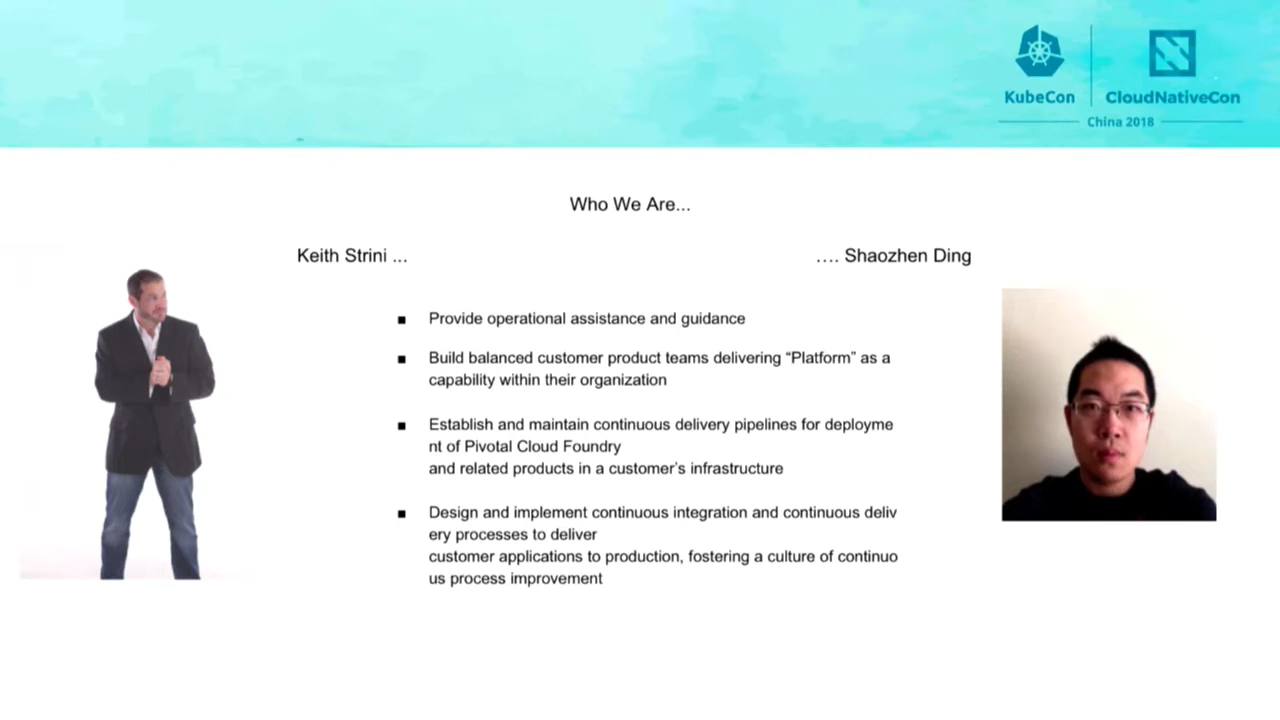 KubeCon
CloudNativeCon
China 2018
Who We Are...
Keith Strini ...
.... Shaozhen Ding
■ Provide operational assistance and guidance
■ Build balanced customer product teams delivering “Platform” as a
capability within their organization
■ Establish and maintain continuous delivery pipelines for deployme
nt of Pivotal Cloud Foundry
and related products in a customer’s infrastructure
■ Design and implement continuous integration and continuous deliv
ery processes to deliver
customer applications to production, fostering a culture of continuo
us process improvement